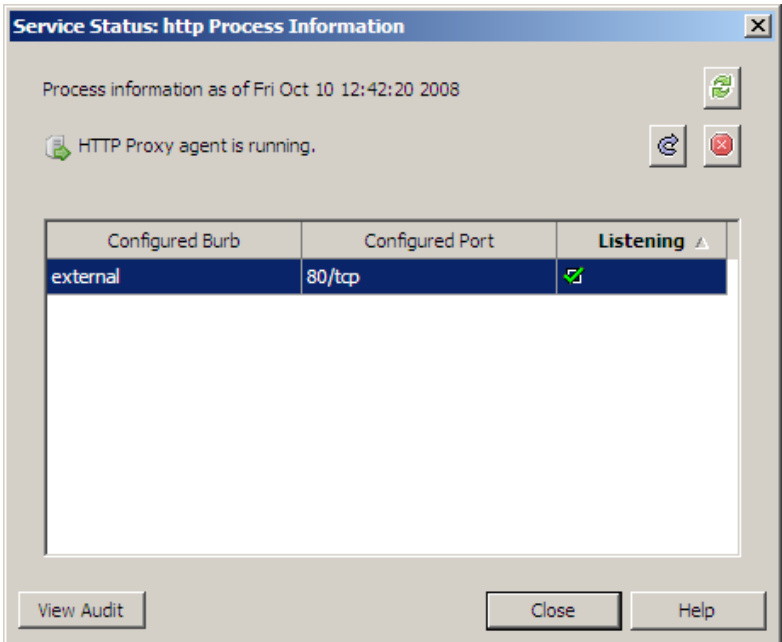 Service Status: http Process Information
Process information as of Fri Oct 10 12:42:20 2008
HTTP Proxy agent is running.
Configured Burb Configured Port Listening
external 80/tcp
View Audit Close Help